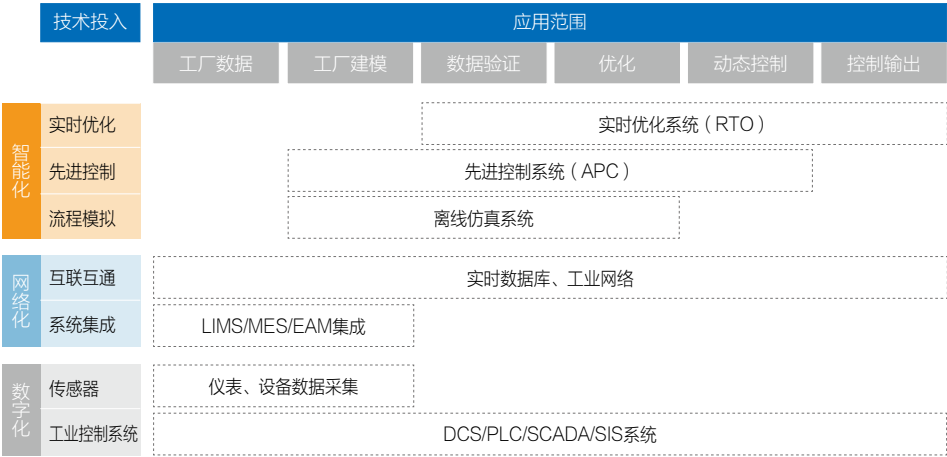 技术投入 应用范围
工厂数据 工厂建模 数据验证 优化 动态控制 控制输出
智能化
实时优化 实时优化系统（RTO）
先进控制 先进控制系统（APC）
流程模拟 离线仿真系统
网络化
互联互通 实时数据库、工业网络
系统集成 LIMS/MES/EAM集成
数字化
传感器 仪表、设备数据采集
工业控制系统 DCS/PLC/SCADA/SIS系统